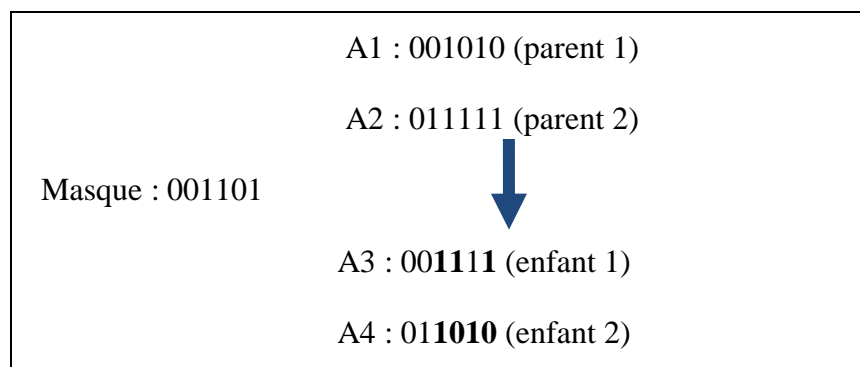 A1 : 001010 (parent 1)
A2 : 011111 (parent 2)
Masque : 001101
A3 : 001111 (enfant 1)
A4 : 011010 (enfant 2)